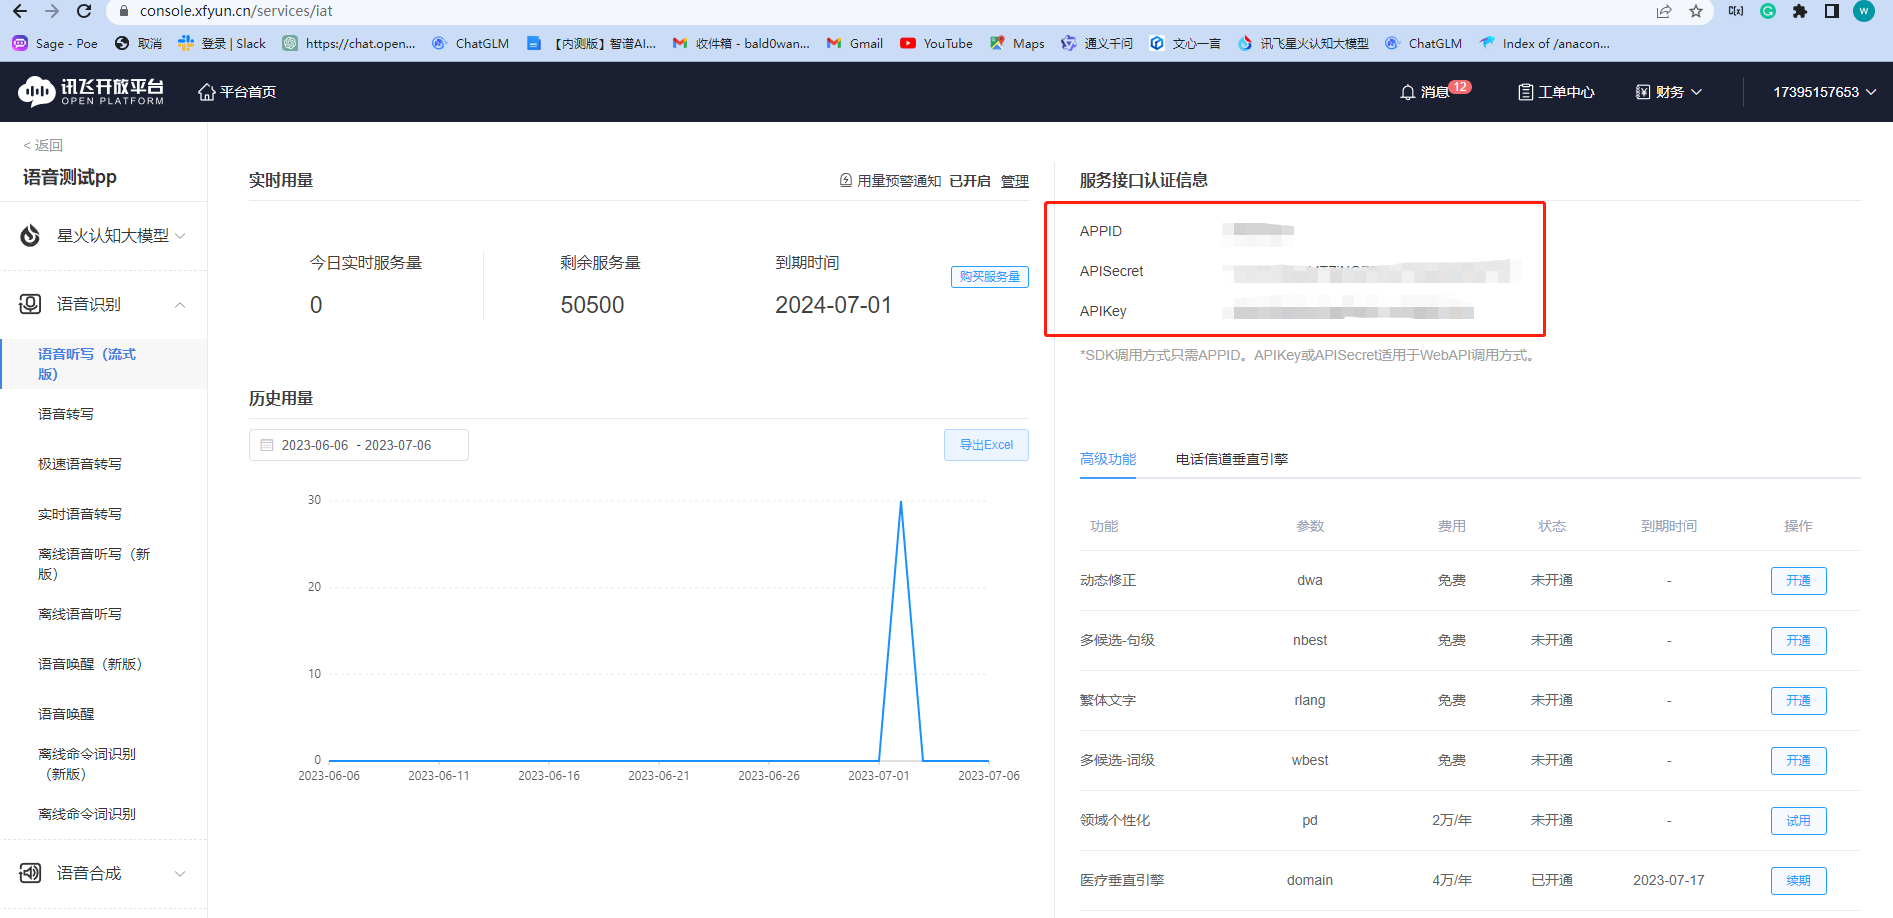 console.xfyun.cn/services/iat
Sage - Poe 取消 登录 | Slack https://chat.open... ChatGLM 【内测版】智谱AI... 收件箱 - bald0wan... Gmail YouTube Maps 通义千问 文心一言 讯飞星火认知大模型 ChatGLM Index of /anacon...
讯飞开放平台
OPEN PLATFORM
平台首页 消息 12 工单中心 财务 17395157653
< 返回
语音测试pp
星火认知大模型
语音识别
语音听写（流式
版）
语音转写
极速语音转写
实时语音转写
离线语音听写（新
版）
离线语音听写
语音唤醒（新版）
语音唤醒
离线命令词识别
（新版）
离线命令词识别
语音合成
实时用量 用量预警通知 已开启 管理
今日实时服务量 剩余服务量 到期时间
0 50500 2024-07-01 购买服务量
历史用量
2023-06-06 - 2023-07-06 导出Excel
30
20
10
0
2023-06-06 2023-06-11 2023-06-16 2023-06-21 2023-06-26 2023-07-01 2023-07-06
服务接口认证信息
APPID
APISecret
APIKey
*SDK调用方式只需APPID。APIKey或APISecret适用于WebAPI调用方式。
高级功能 电话信道垂直引擎
功能 参数 费用 状态 到期时间 操作
动态修正 dwa 免费 未开通 - 开通
多候选-句级 nbest 免费 未开通 - 开通
繁体文字 rlang 免费 未开通 - 开通
多候选-词级 wbest 免费 未开通 - 开通
领域个性化 pd 2万/年 未开通 - 试用
医疗垂直引擎 domain 4万/年 已开通 2023-07-17 续期